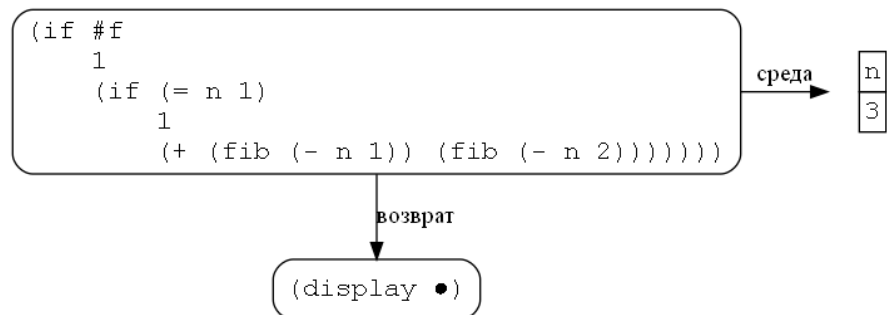 (if #f
    1
    (if (= n 1)
        1
        (+ (fib (- n 1)) (fib (- n 2)))))))
среда
n
3
возврат
(display ●)